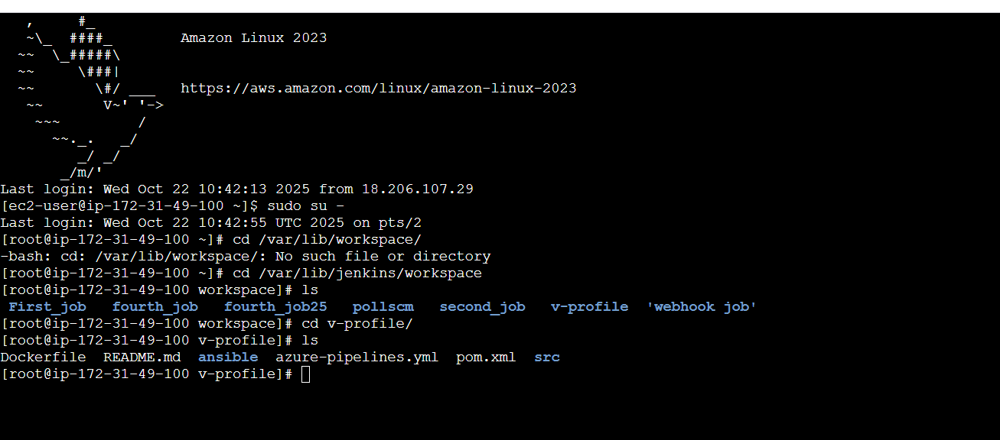 ,     #_
   ~\_  ####_        Amazon Linux 2023
  ~~  \_#####\
  ~~     \###|
  ~~       \#/ ___   https://aws.amazon.com/linux/amazon-linux-2023
   ~~       V~' '->
    ~~~         /
      ~~._.   _/
         _/ _/
       _/m/'
Last login: Wed Oct 22 10:42:13 2025 from 18.206.107.29
[ec2-user@ip-172-31-49-100 ~]$ sudo su -
Last login: Wed Oct 22 10:42:55 UTC 2025 on pts/2
[root@ip-172-31-49-100 ~]# cd /var/lib/workspace/
-bash: cd: /var/lib/workspace/: No such file or directory
[root@ip-172-31-49-100 ~]# cd /var/lib/jenkins/workspace
[root@ip-172-31-49-100 workspace]# ls
 First_job   fourth_job   fourth_job25   pollscm   second_job   v-profile  'webhook job'
[root@ip-172-31-49-100 workspace]# cd v-profile/
[root@ip-172-31-49-100 v-profile]# ls
Dockerfile  README.md  ansible  azure-pipelines.yml  pom.xml  src
[root@ip-172-31-49-100 v-profile]#